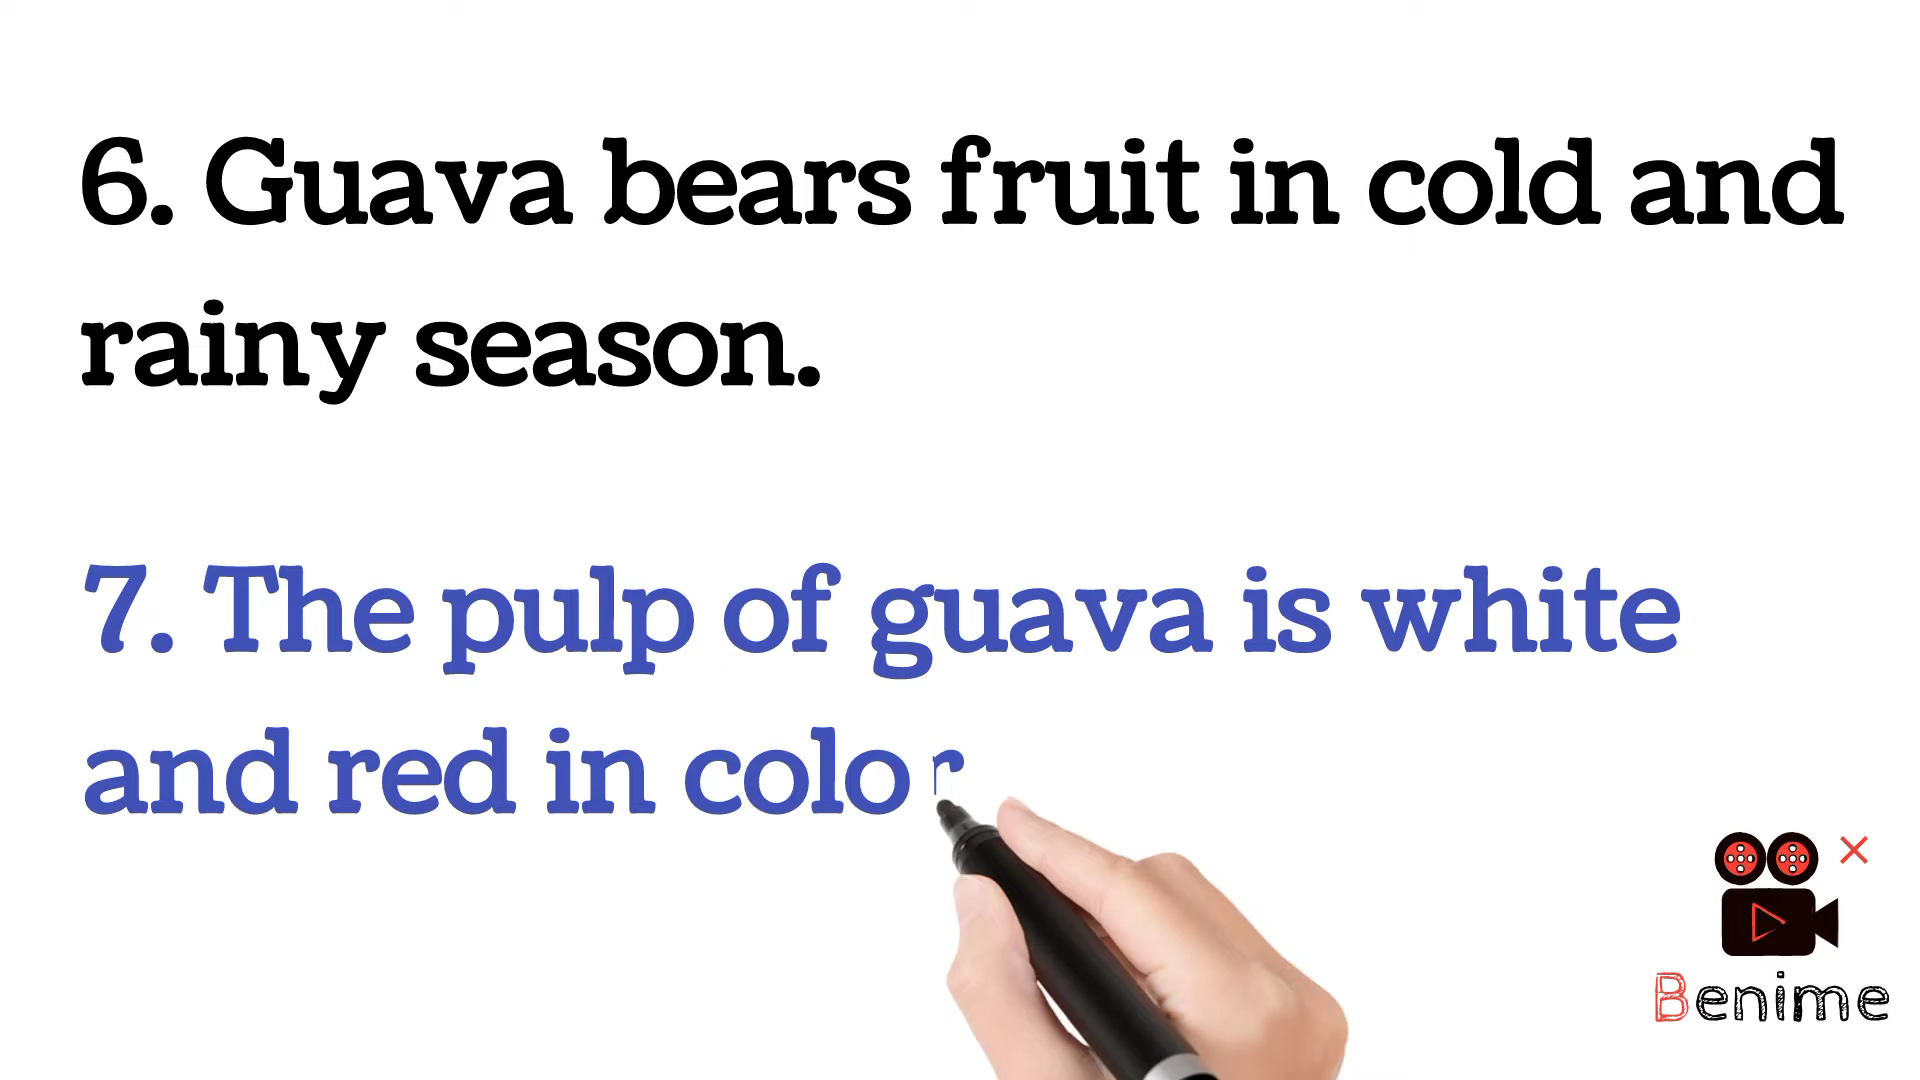 6. Guava bears fruit in cold and
rainy season.
7. The pulp of guava is white
and red in color
Benime